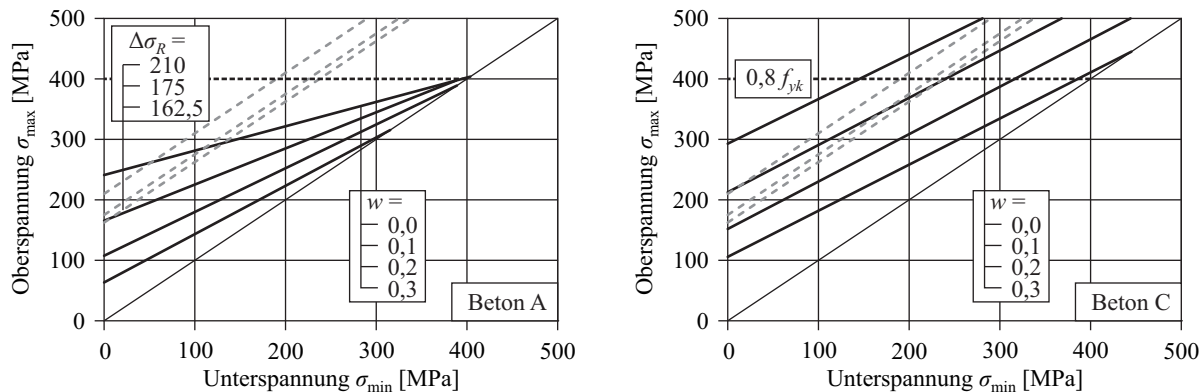 Oberspannung σmax [MPa]
500
400
300
200
100
0
ΔσR =
210
175
162,5
w =
0,0
0,1
0,2
0,3
Beton A
0 100 200 300 400 500
Unterspannung σmin [MPa]
Oberspannung σmax [MPa]
500
400
300
200
100
0
0,8 fyk
w =
0,0
0,1
0,2
0,3
Beton C
0 100 200 300 400 500
Unterspannung σmin [MPa]